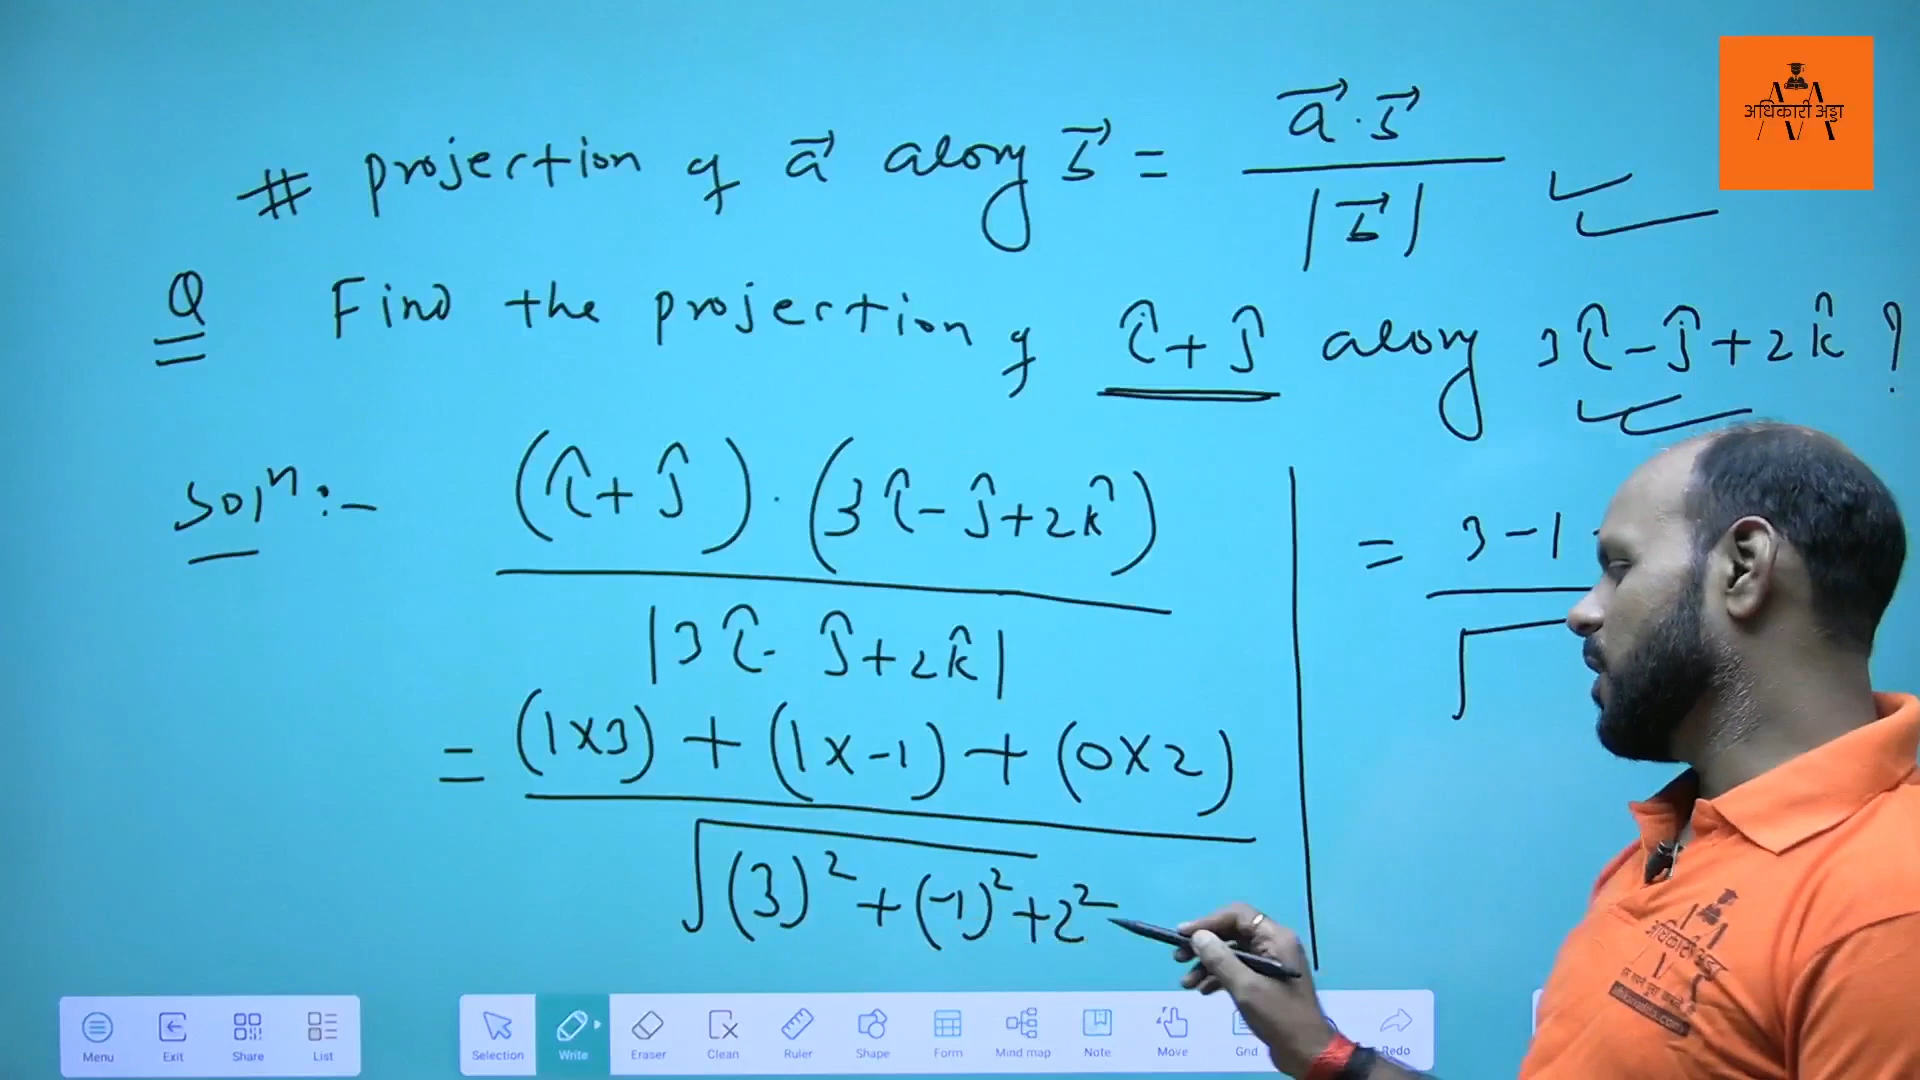 अधिकारी अड्डा
# projection of a⃗ along b⃗ = a⃗·b⃗ / |b⃗|
Q Find the projection of î+ĵ along 3î-ĵ+2k̂ ?
Solⁿ :- (î+ĵ)·(3î-ĵ+2k̂)
|3î-ĵ+2k̂|
= (1×3) + (1×-1) + (0×2)
√(3)² + (-1)² + 2²
= 3-1
√
अधिकारी अड्डा
Menu Exit Share List Selection Write Eraser Clean Ruler Shape Form Mind map Note Move Grid Redo